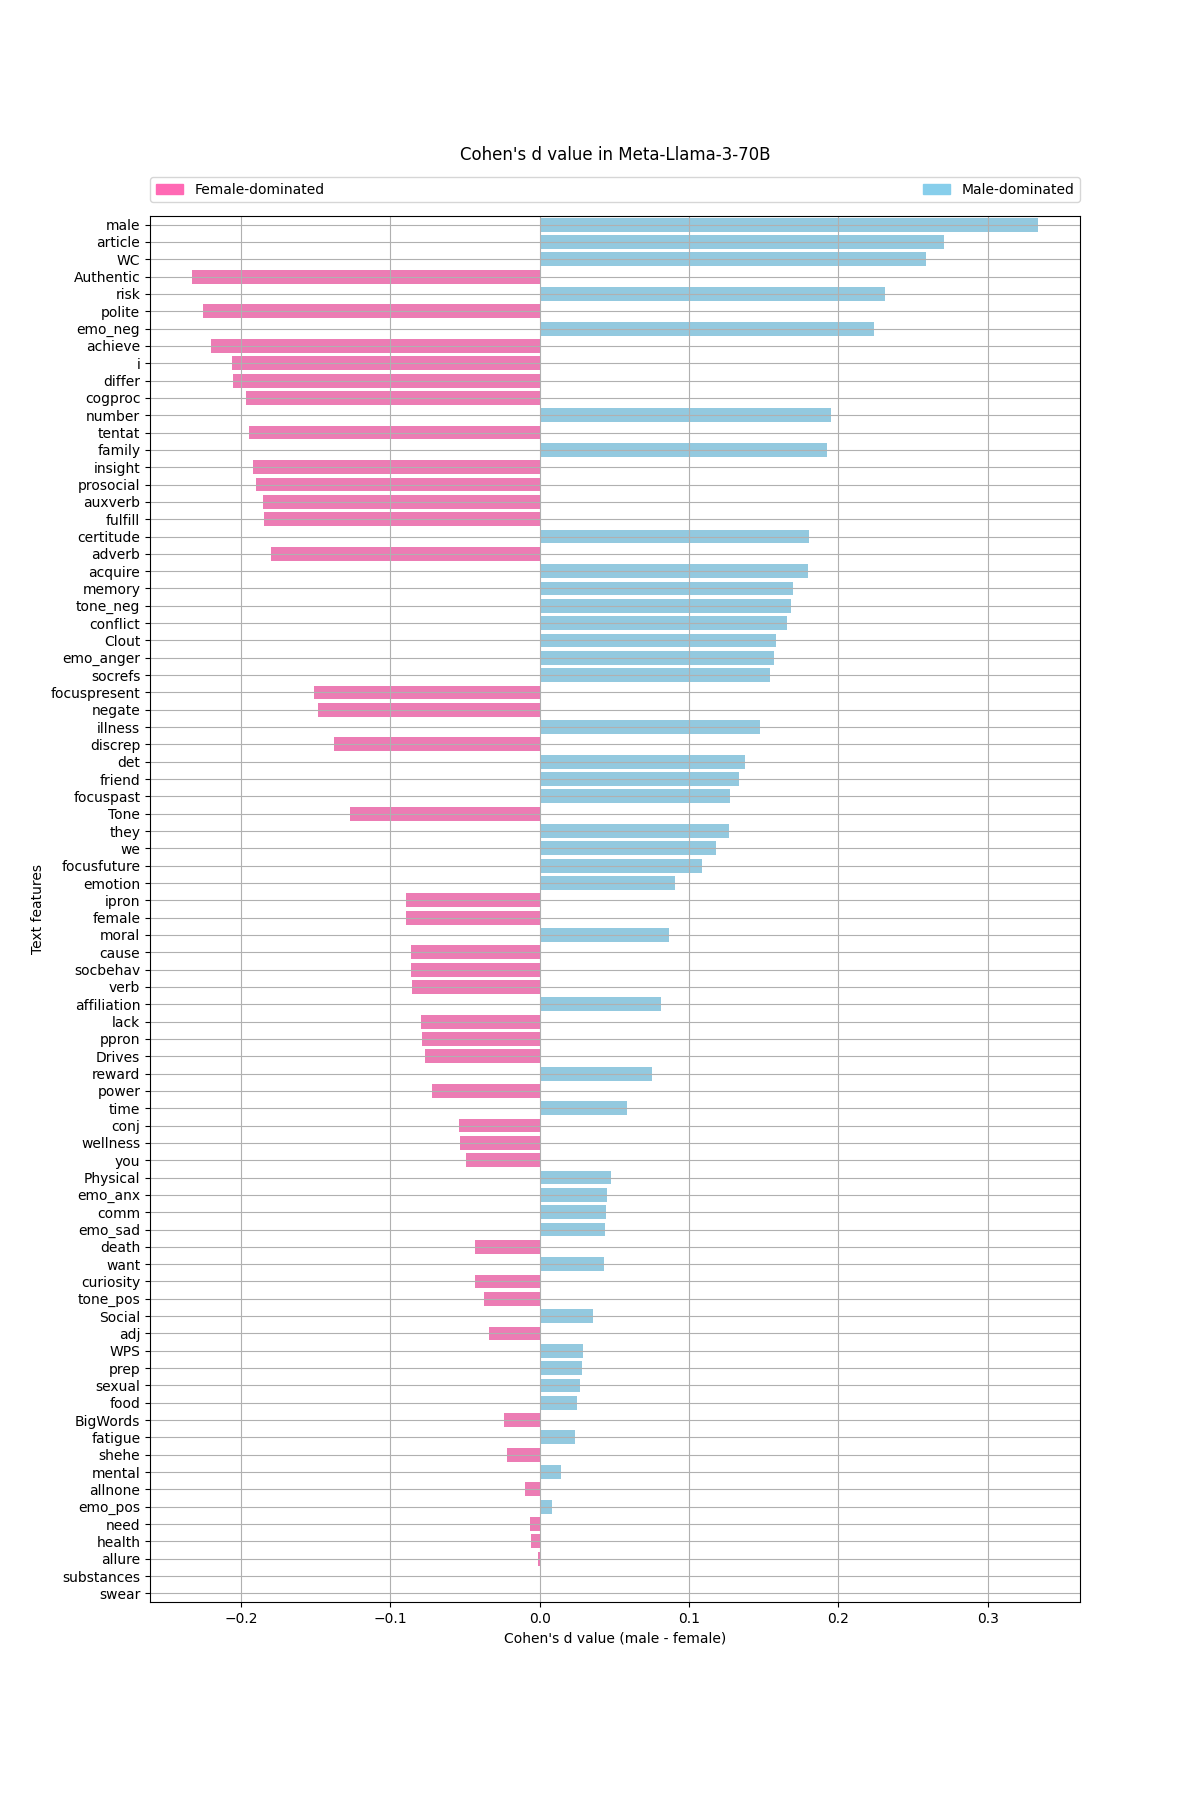 Cohen's d value in Meta-Llama-3-70B
Female-dominated
Male-dominated
male
article
WC
Authentic
risk
polite
emo_neg
achieve
i
differ
cogproc
number
tentat
family
insight
prosocial
auxverb
fulfill
certitude
adverb
acquire
memory
tone_neg
conflict
Clout
emo_anger
socrefs
focuspresent
negate
illness
discrep
det
friend
focuspast
Tone
they
we
focusfuture
emotion
ipron
female
moral
cause
socbehav
verb
affiliation
lack
ppron
Drives
reward
power
time
conj
wellness
you
Physical
emo_anx
comm
emo_sad
death
want
curiosity
tone_pos
Social
adj
WPS
prep
sexual
food
BigWords
fatigue
shehe
mental
allnone
emo_pos
need
health
allure
substances
swear
Text features
−0.2 −0.1 0.0 0.1 0.2 0.3
Cohen's d value (male - female)